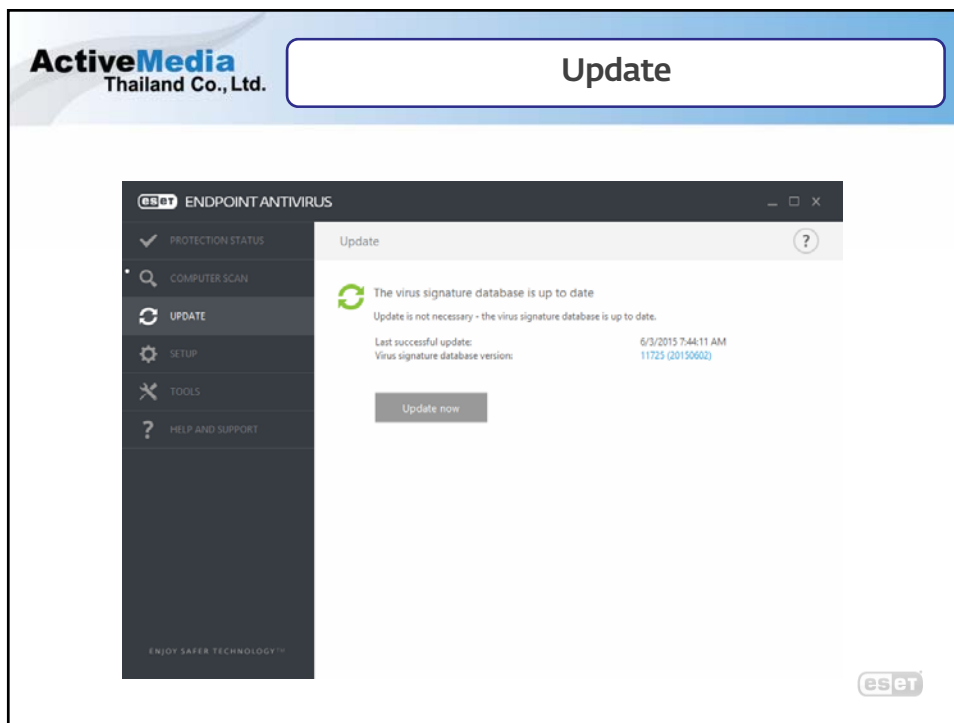 ActiveMedia
Thailand Co., Ltd.
Update
eset ENDPOINT ANTIVIRUS
PROTECTION STATUS
Update
?
COMPUTER SCAN
The virus signature database is up to date
UPDATE
Update is not necessary - the virus signature database is up to date.
Last successful update: 6/3/2015 7:44:11 AM
SETUP
Virus signature database version: 11725 (20150602)
TOOLS
Update now
? HELP AND SUPPORT
ENJOY SAFER TECHNOLOGY™
eset